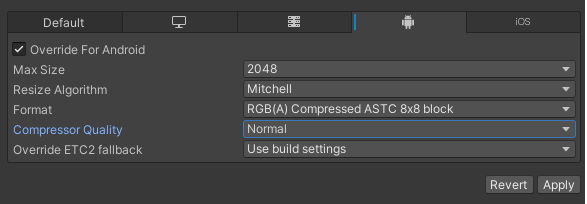 Default iOS
Override For Android
Max Size 2048
Resize Algorithm Mitchell
Format RGB(A) Compressed ASTC 8x8 block
Compressor Quality Normal
Override ETC2 fallback Use build settings
Revert Apply